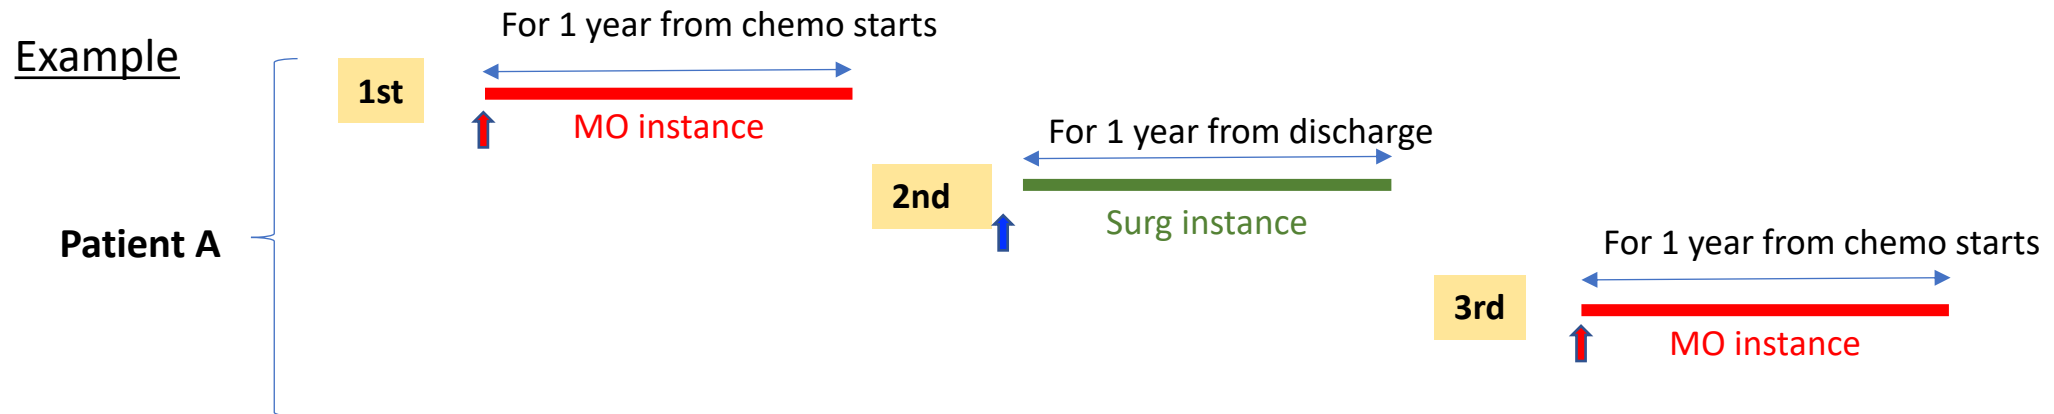 Example
For 1 year from chemo starts
1st
MO instance
For 1 year from discharge
2nd
Surg instance
Patient A
For 1 year from chemo starts
3rd
MO instance